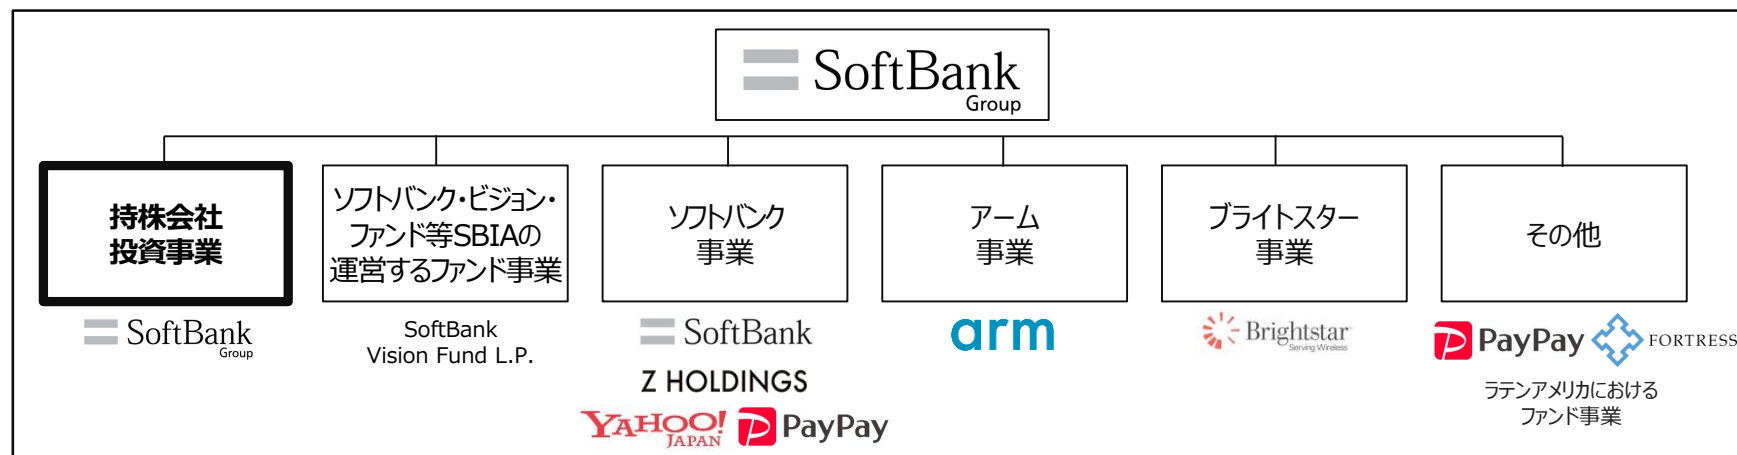 SoftBank
Group
持株会社
投資事業
SoftBank
Group
ソフトバンク・ビジョン・
ファンド等SBIAの
運営するファンド事業
SoftBank
Vision Fund L.P.
ソフトバンク
事業
SoftBank
Z HOLDINGS
YAHOO!
JAPAN
PayPay
アーム
事業
arm
ブライトスター
事業
Brightstar
Serving Wireless
その他
PayPay
FORTRESS
ラテンアメリカにおける
ファンド事業